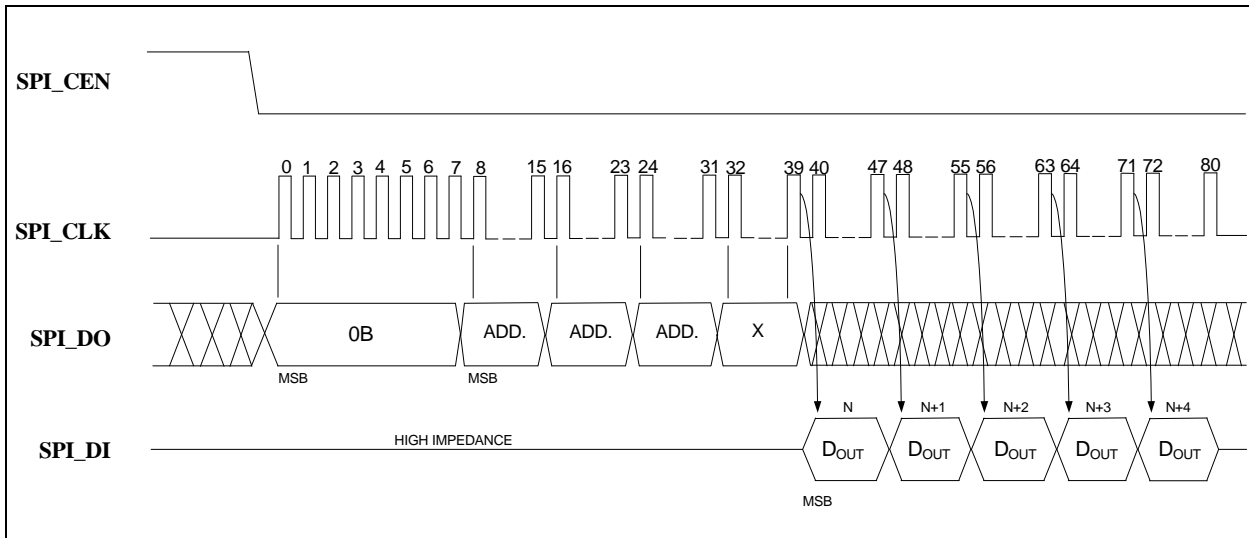 SPI_CEN
0 1 2 3 4 5 6 7 8 15 16 23 24 31 32 39 40 47 48 55 56 63 64 71 72 80
SPI_CLK
SPI_DO
0B ADD. ADD. ADD. X
MSB MSB
N N+1 N+2 N+3 N+4
HIGH IMPEDANCE
SPI_DI
DOUT DOUT DOUT DOUT DOUT
MSB